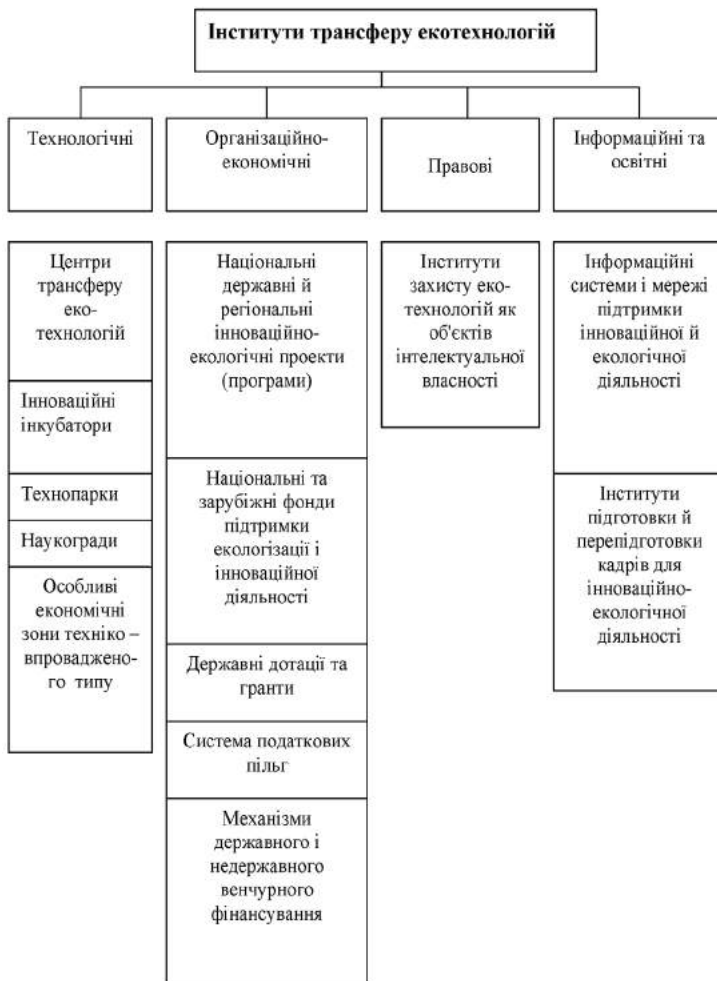 Інститути трансферу екотехнологій
Технологічні
Організаційно-
економічні
Правові
Інформаційні та
освітні
Центри
трансферу
еко-
технологій
Інноваційні
інкубатори
Технопарки
Наукогради
Особливі
економічні
зони техніко –
впровадженo-
го типу
Національні
державні й
регіональні
інноваційно-
екологічні проекти
(програми)
Національні та
зарубіжні фонди
підтримки
екологізації і
інноваційної
діяльності
Державні дотації та
гранти
Система податкових
пільг
Механізми
державного і
недержавного
венчурного
фінансування
Інститути
захисту еко-
технологій як
об'єктів
інтелектуальної
власності
Інформаційні
системи і мережі
підтримки
інноваційної й
екологічної
діяльності
Інститути
підготовки й
перепідготовки
кадрів для
інноваційно-
екологічної
діяльності